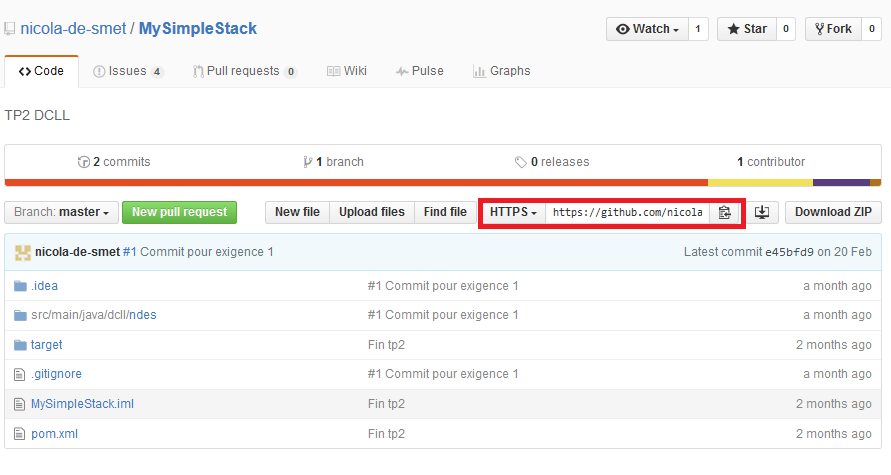 nicola-de-smet / MySimpleStack
Watch 1 Star 0 Fork 0
Code Issues 4 Pull requests 0 Wiki Pulse Graphs
TP2 DCLL
2 commits 1 branch 0 releases 1 contributor
Branch: master New pull request New file Upload files Find file HTTPS https://github.com/nicola Download ZIP
nicola-de-smet #1 Commit pour exigence 1 Latest commit e45bfd9 on 20 Feb
.idea #1 Commit pour exigence 1 a month ago
src/main/java/dcll/ndes #1 Commit pour exigence 1 a month ago
target Fin tp2 2 months ago
.gitignore #1 Commit pour exigence 1 a month ago
MySimpleStack.iml Fin tp2 2 months ago
pom.xml Fin tp2 2 months ago